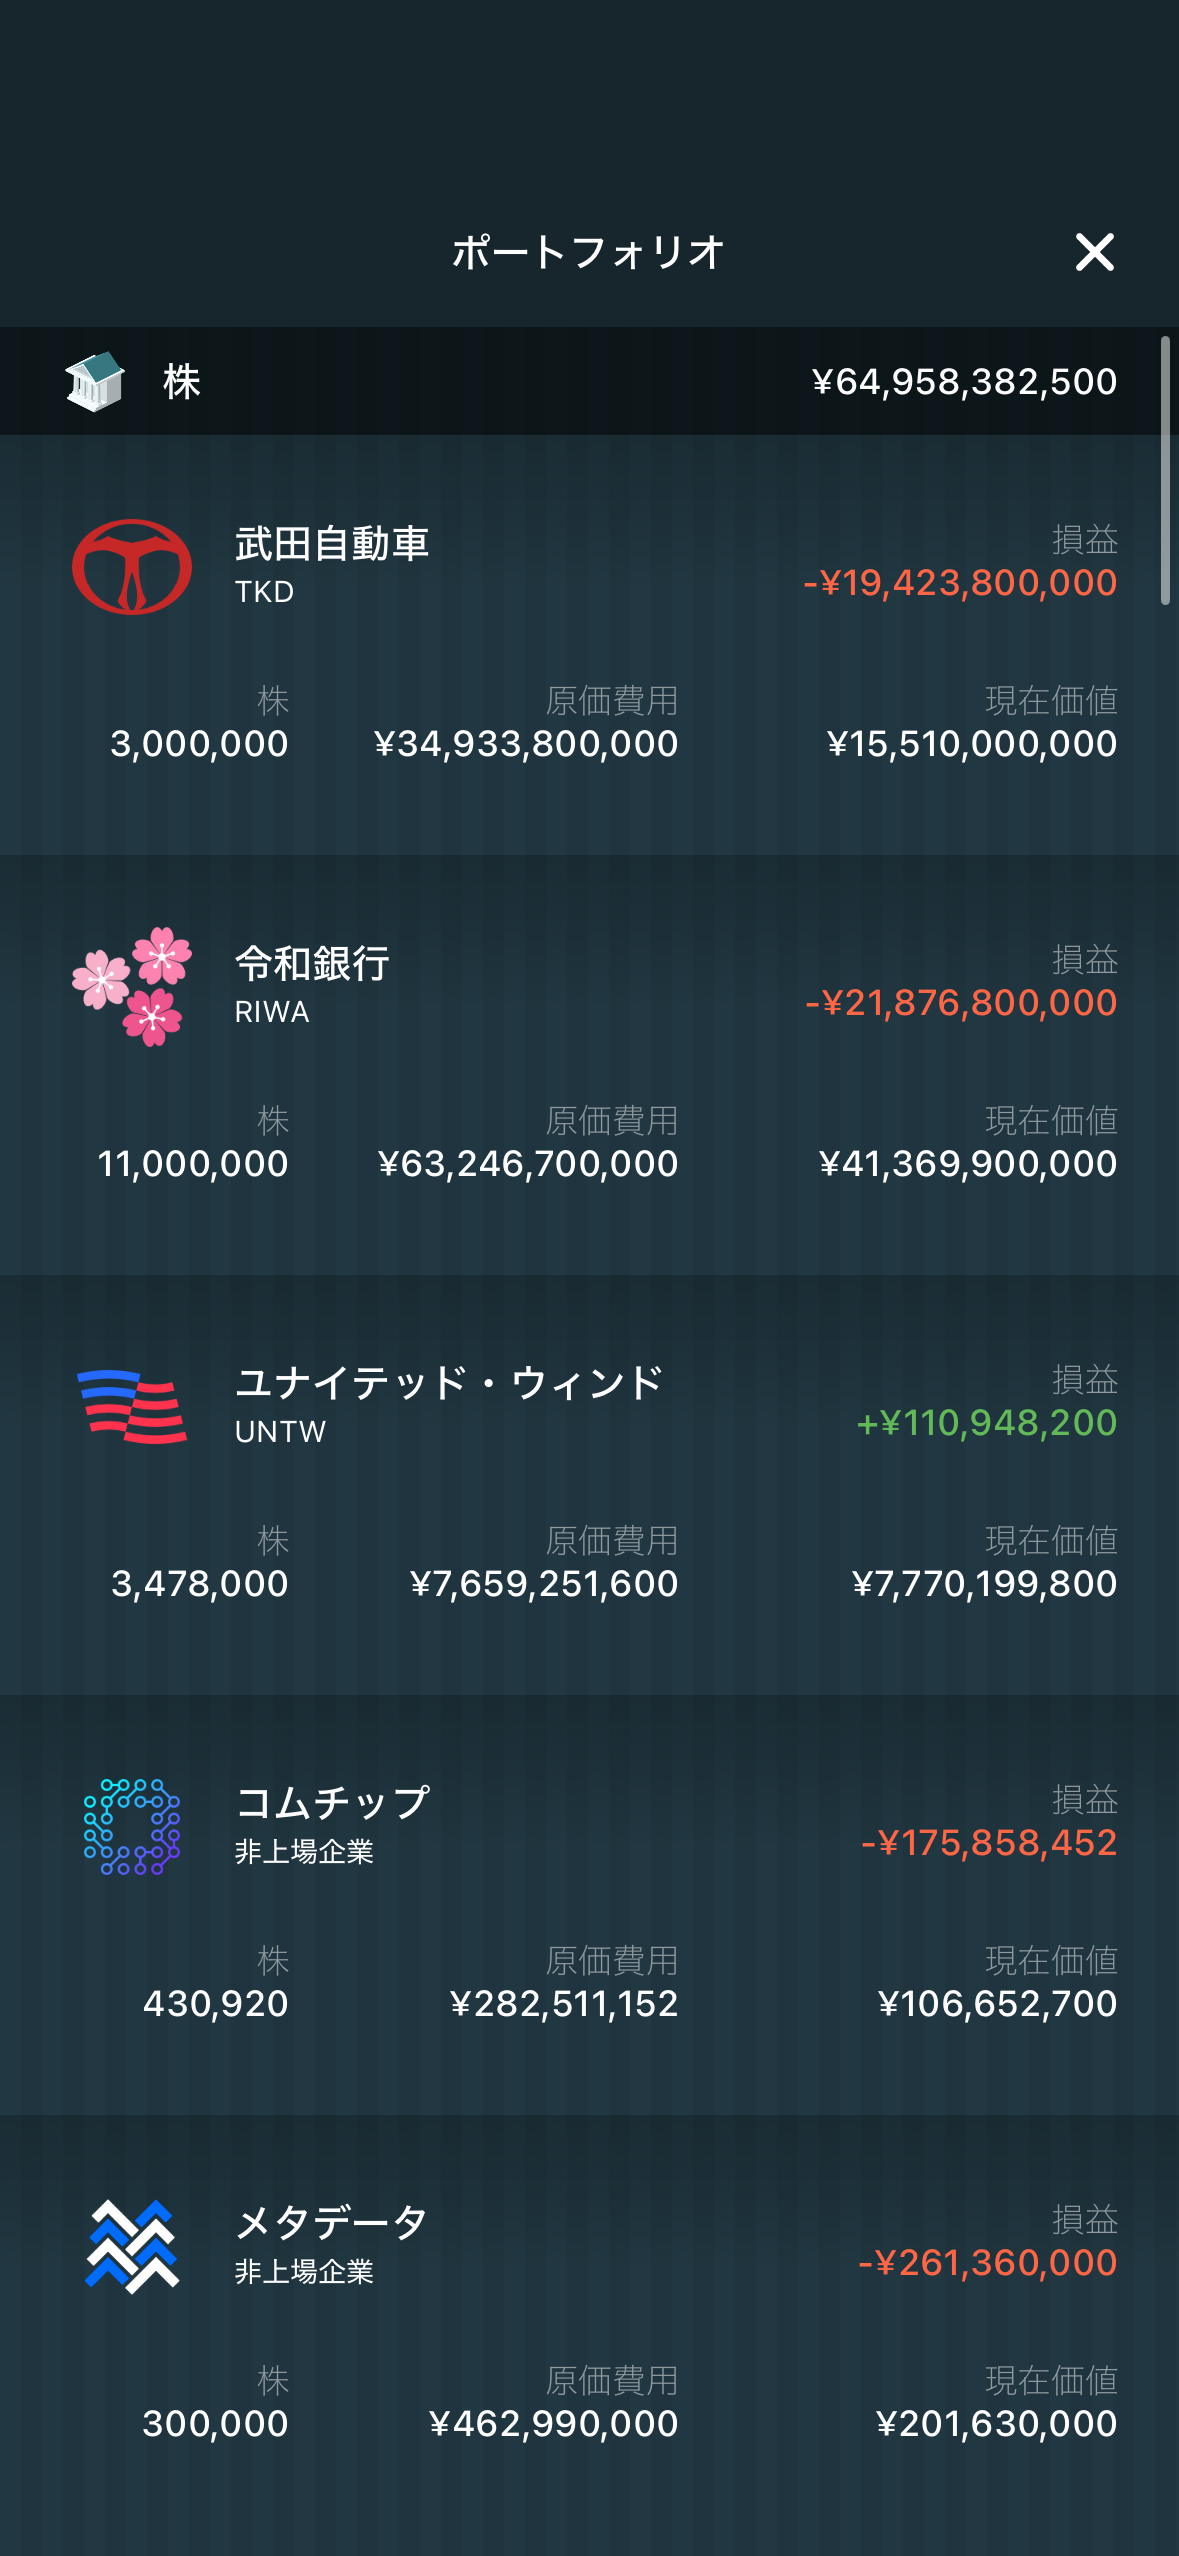 ポートフォリオ
株 ¥64,958,382,500
武田自動車 損益
TKD -¥19,423,800,000
株 原価費用 現在価値
3,000,000 ¥34,933,800,000 ¥15,510,000,000
令和銀行 損益
RIWA -¥21,876,800,000
株 原価費用 現在価値
11,000,000 ¥63,246,700,000 ¥41,369,900,000
ユナイテッド・ウィンド 損益
UNTW +¥110,948,200
株 原価費用 現在価値
3,478,000 ¥7,659,251,600 ¥7,770,199,800
コムチップ 損益
非上場企業 -¥175,858,452
株 原価費用 現在価値
430,920 ¥282,511,152 ¥106,652,700
メタデータ 損益
非上場企業 -¥261,360,000
株 原価費用 現在価値
300,000 ¥462,990,000 ¥201,630,000